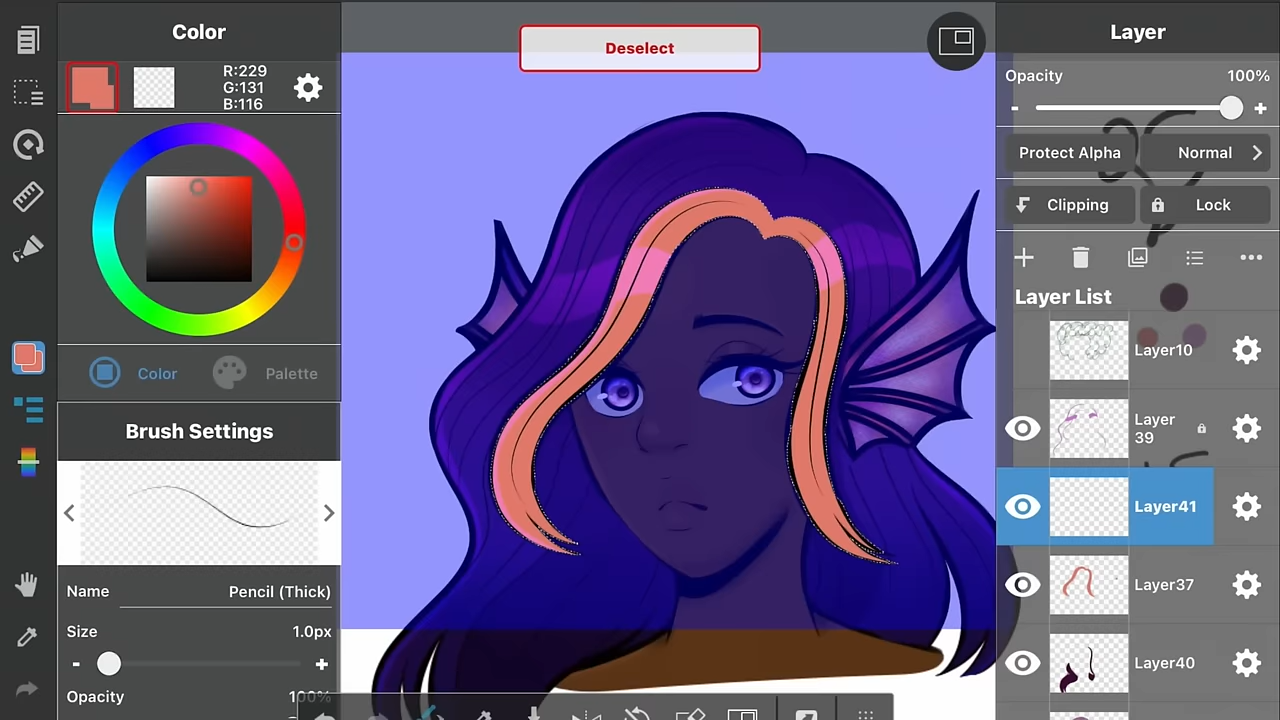 Color
R:229
G:131
B:116
Color
Palette
Brush Settings
Name
Pencil (Thick)
Size
1.0px
-
+
Opacity
100%
Deselect
Layer
Opacity
100%
-
+
Protect Alpha
Normal
Clipping
Lock
Layer List
Layer10
Layer
39
Layer41
Layer37
Layer40